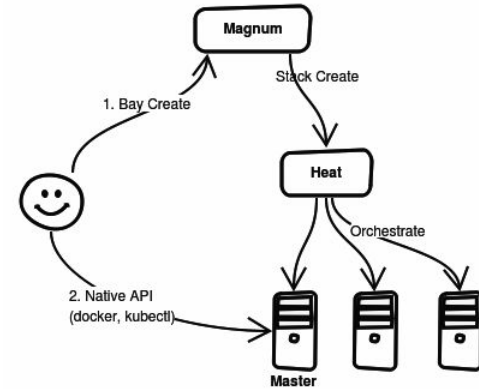 Magnum
Stack Create
1. Bay Create
Heat
Orchestrate
2. Native API
(docker, kubectl)
Master